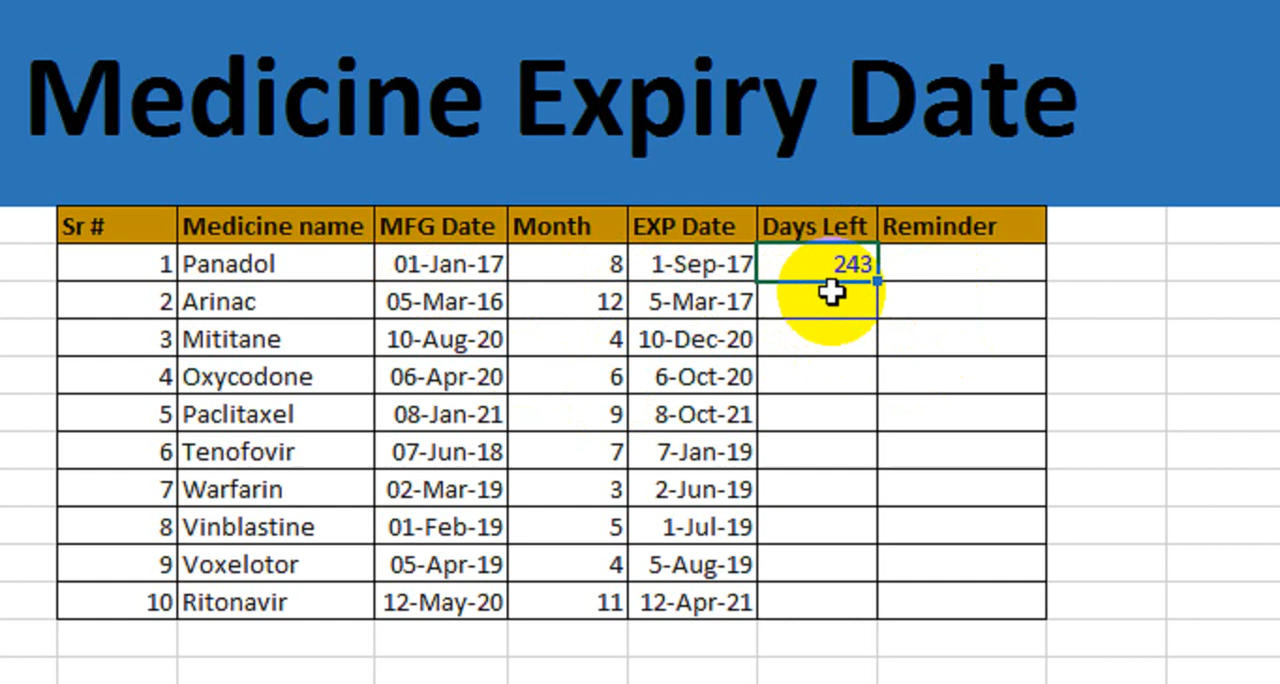 Medicine Expiry Date
Sr # Medicine name MFG Date Month EXP Date Days Left Reminder
1 Panadol 01-Jan-17 8 1-Sep-17 243
2 Arinac 05-Mar-16 12 5-Mar-17
3 Mititane 10-Aug-20 4 10-Dec-20
4 Oxycodone 06-Apr-20 6 6-Oct-20
5 Paclitaxel 08-Jan-21 9 8-Oct-21
6 Tenofovir 07-Jun-18 7 7-Jan-19
7 Warfarin 02-Mar-19 3 2-Jun-19
8 Vinblastine 01-Feb-19 5 1-Jul-19
9 Voxelotor 05-Apr-19 4 5-Aug-19
10 Ritonavir 12-May-20 11 12-Apr-21